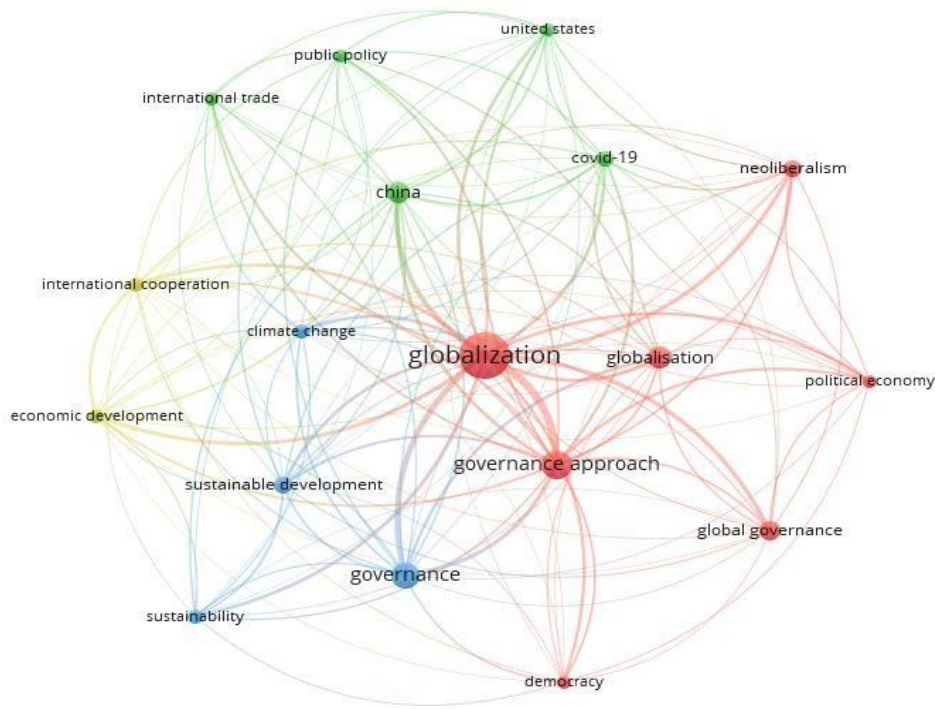 united states
public policy
international trade
covid-19
neoliberalism
china
international cooperation
climate change
globalization
globalisation
political economy
economic development
governance approach
sustainable development
global governance
governance
sustainability
democracy